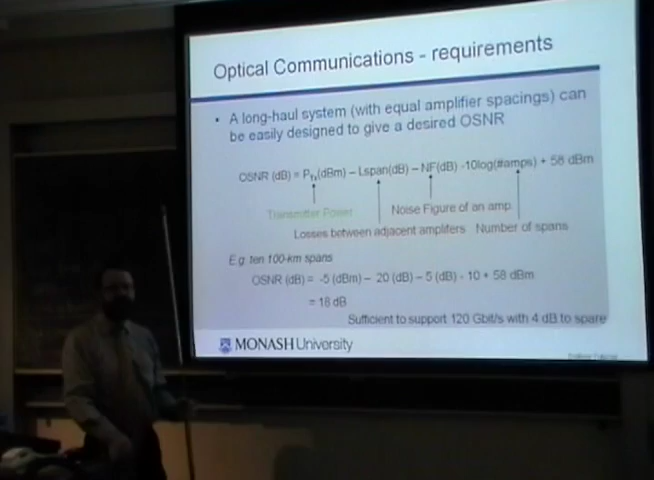 Optical Communications - requirements
• A long-haul system (with equal amplifier spacings) can
be easily designed to give a desired OSNR
OSNR (dB) = Ptx(dBm) – Lspan(dB) – NF(dB) -10log(#amps) + 58 dBm
Transmitter Power
Noise Figure of an amp.
Losses between adjacent amplifers Number of spans
E.g. ten 100-km spans
OSNR (dB) = -5 (dBm) – 20 (dB) – 5 (dB) - 10 + 58 dBm
= 18 dB
Sufficient to support 120 Gbit/s with 4 dB to spare
MONASH University